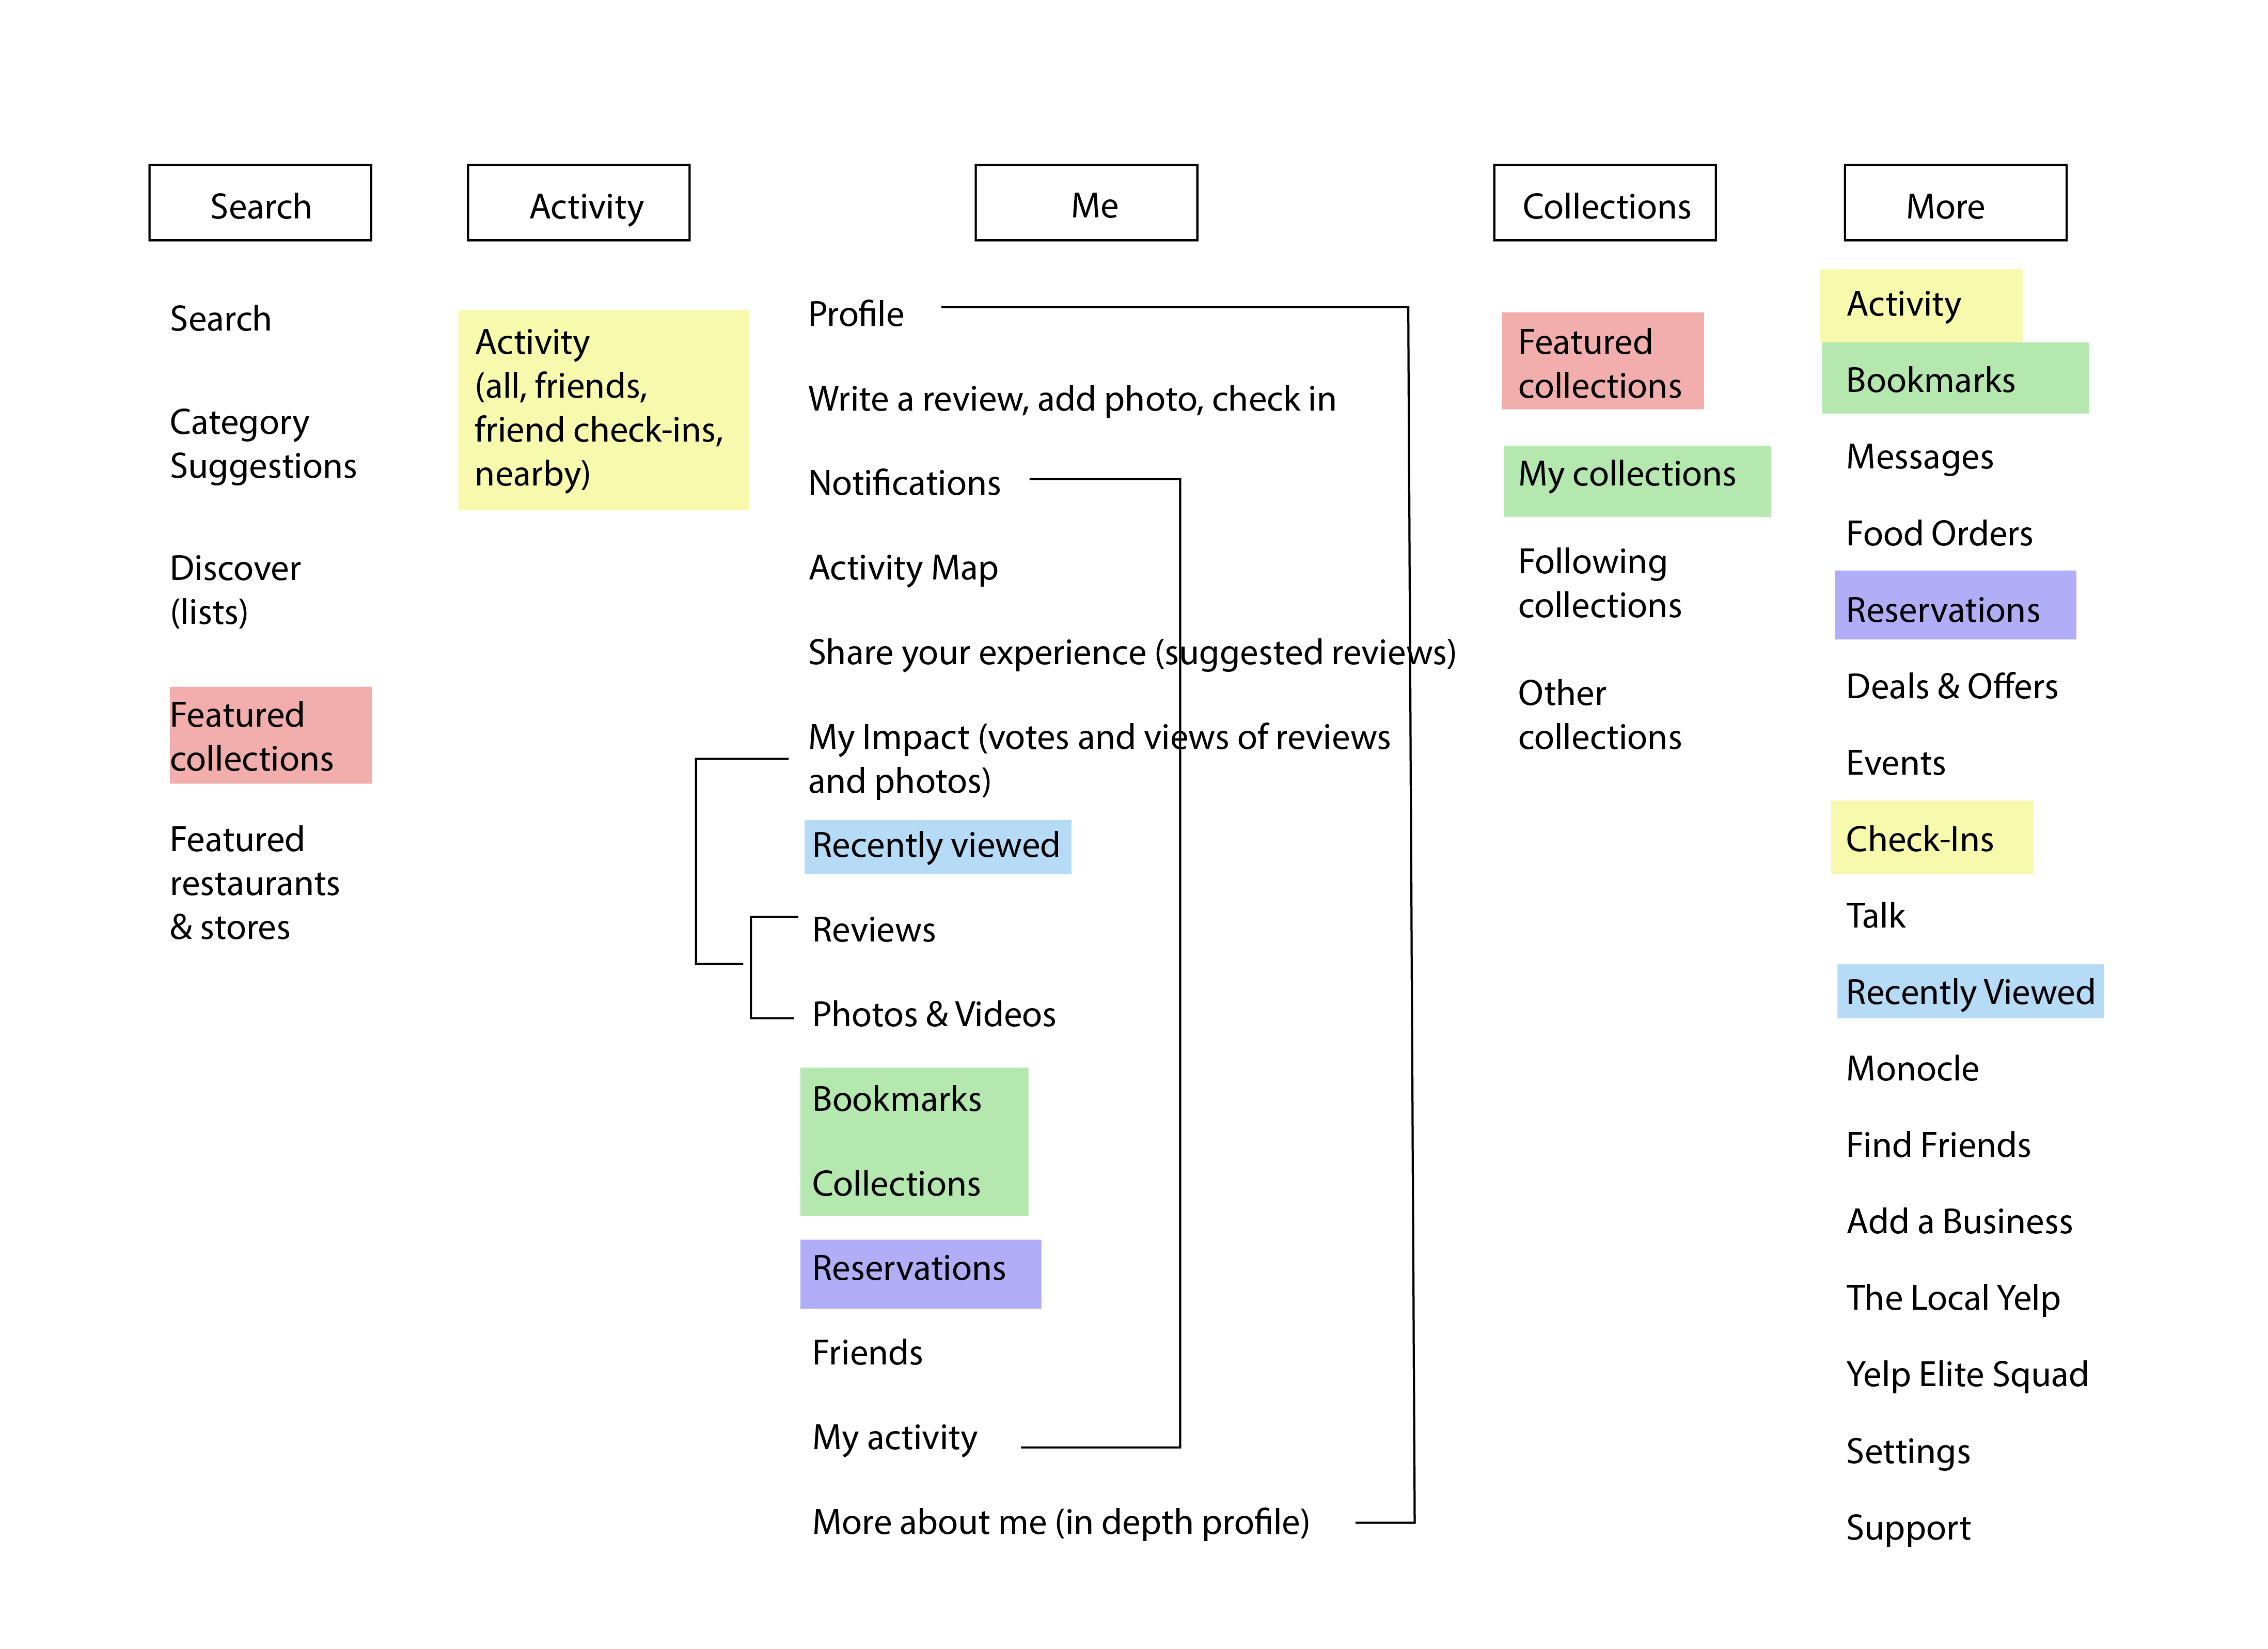 Search
Activity
Me
Collections
More
Search
Category
Suggestions
Discover
(lists)
Featured
collections
Featured
restaurants
& stores
Activity
(all, friends,
friend check-ins,
nearby)
Profile
Write a review, add photo, check in
Notifications
Activity Map
Share your experience (suggested reviews)
My Impact (votes and views of reviews
and photos)
Recently viewed
Reviews
Photos & Videos
Bookmarks
Collections
Reservations
Friends
My activity
More about me (in depth profile)
Featured
collections
My collections
Following
collections
Other
collections
Activity
Bookmarks
Messages
Food Orders
Reservations
Deals & Offers
Events
Check-Ins
Talk
Recently Viewed
Monocle
Find Friends
Add a Business
The Local Yelp
Yelp Elite Squad
Settings
Support